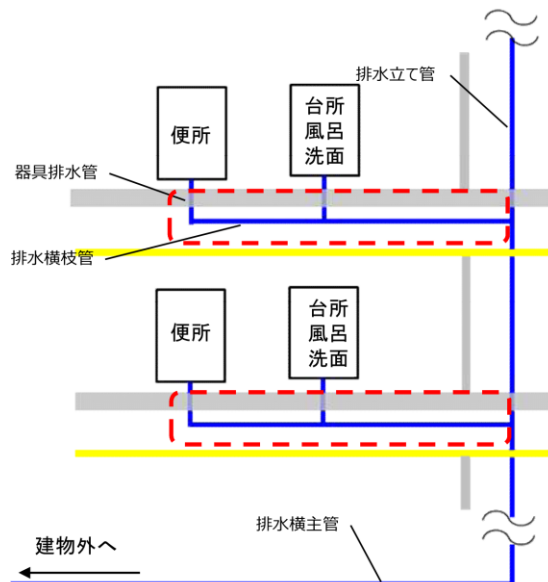 排水立て管
便所
台所
風呂
洗面
器具排水管
排水横枝管
便所
台所
風呂
洗面
排水横主管
建物外へ